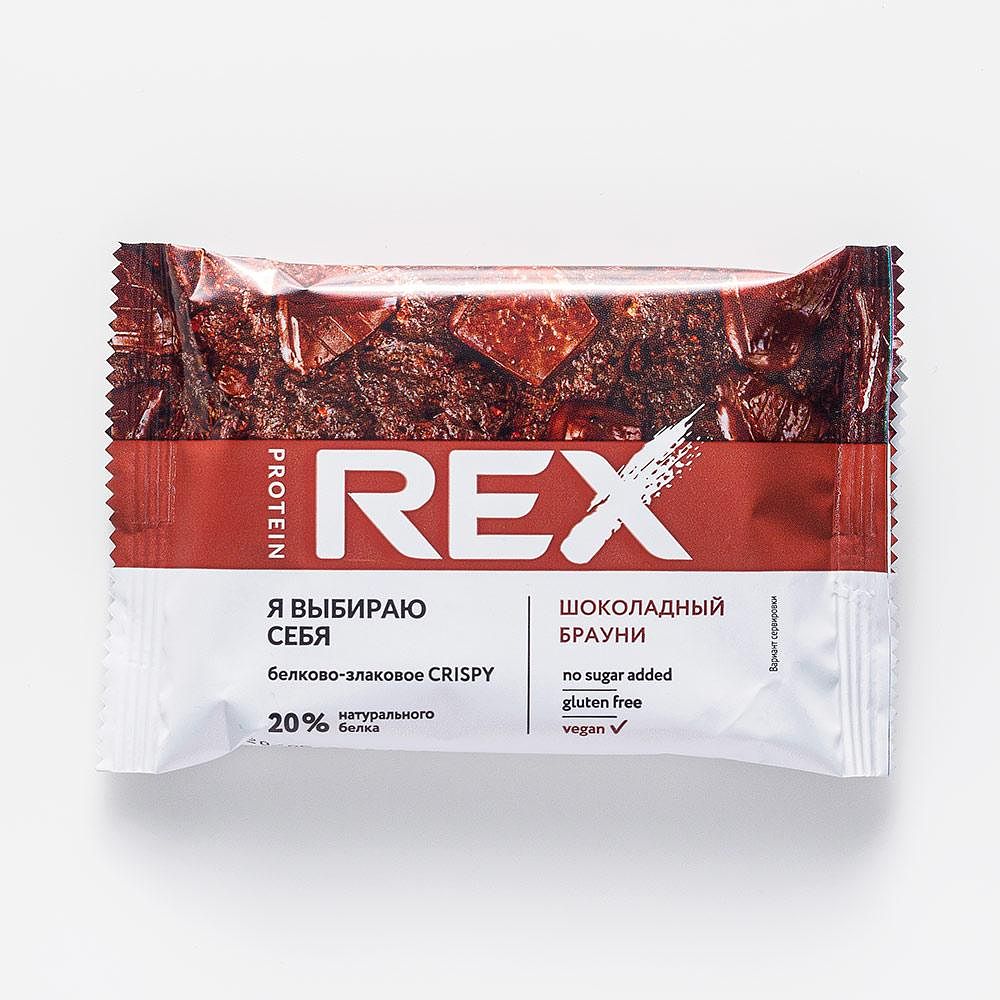 PROTEIN
REX
Я ВЫБИРАЮ
СЕБЯ
белково-злаковое CRISPY
20% натурального
белка
ШОКОЛАДНЫЙ
БРАУНИ
no sugar added
gluten free
vegan ✓
Вариант сервировки